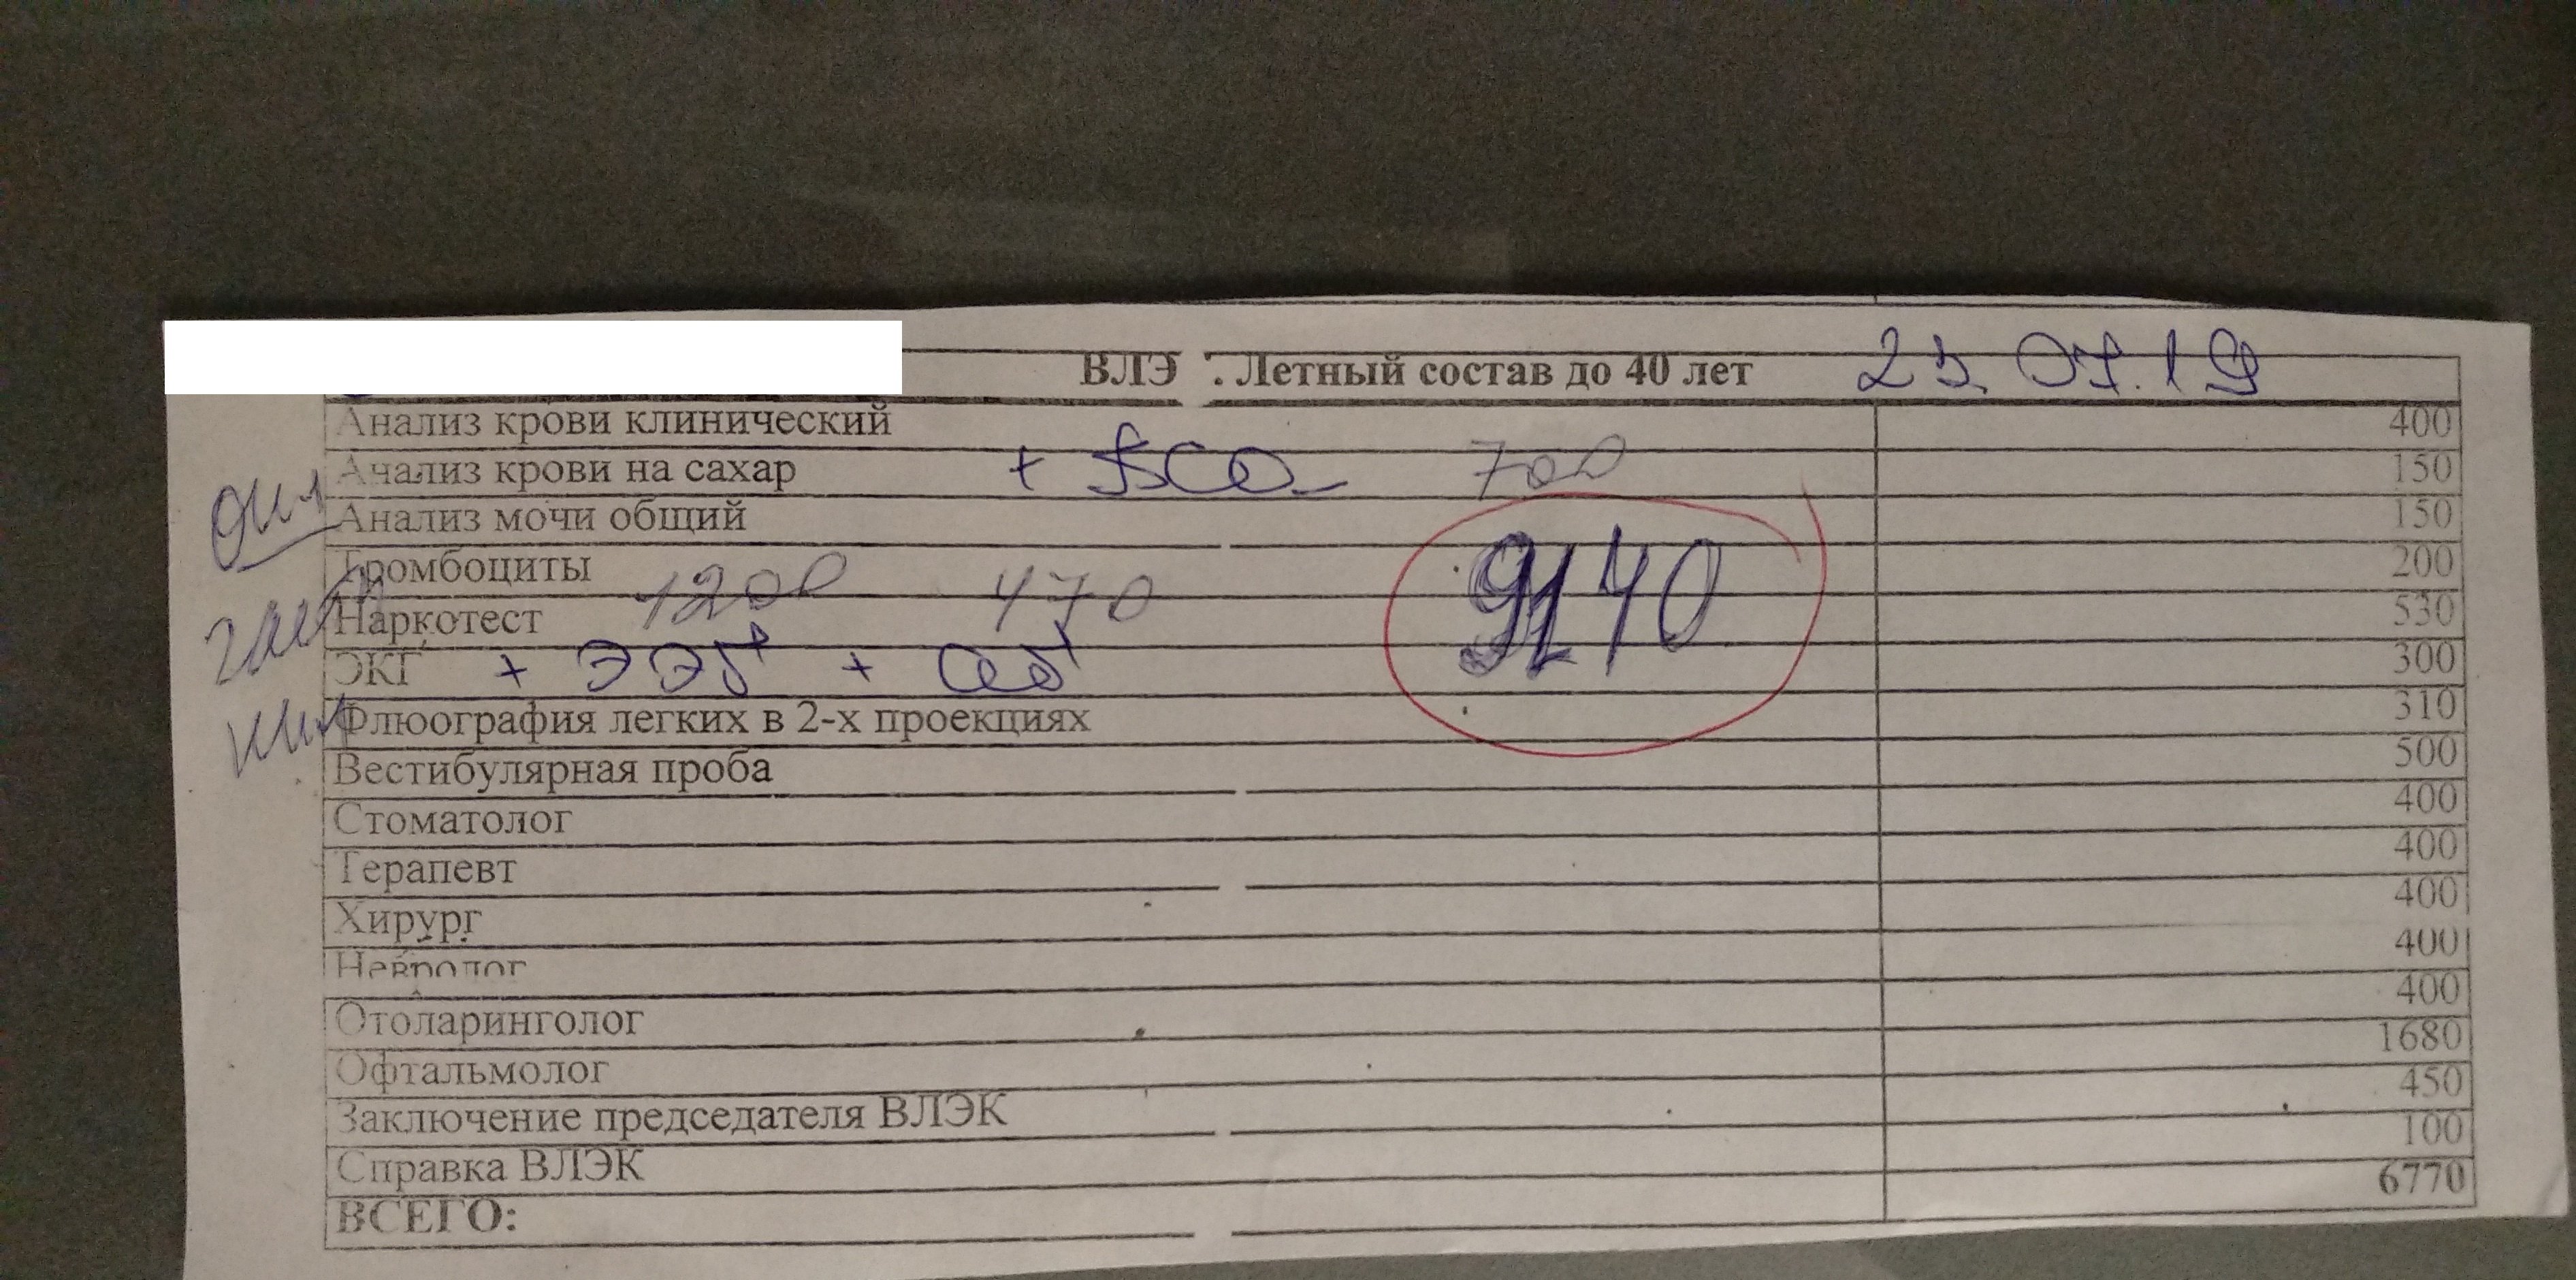 ВЛЭ . Летный состав до 40 лет 25.07.19
Анализ крови клинический 400
Анализ крови на сахар + 700 150
Анализ мочи общий 150
Тромбоциты 1200 470 9140 200
Наркотест 530
ЭКГ + ЭЭГ + 300
Флюография легких в 2-х проекциях 310
Вестибулярная проба 500
Стоматолог 400
Терапевт 400
Хирург 400
Невролог 400
Отоларинголог 400
Офтальмолог 1680
Заключение председателя ВЛЭК 450
Справка ВЛЭК 100
ВСЕГО: 6770